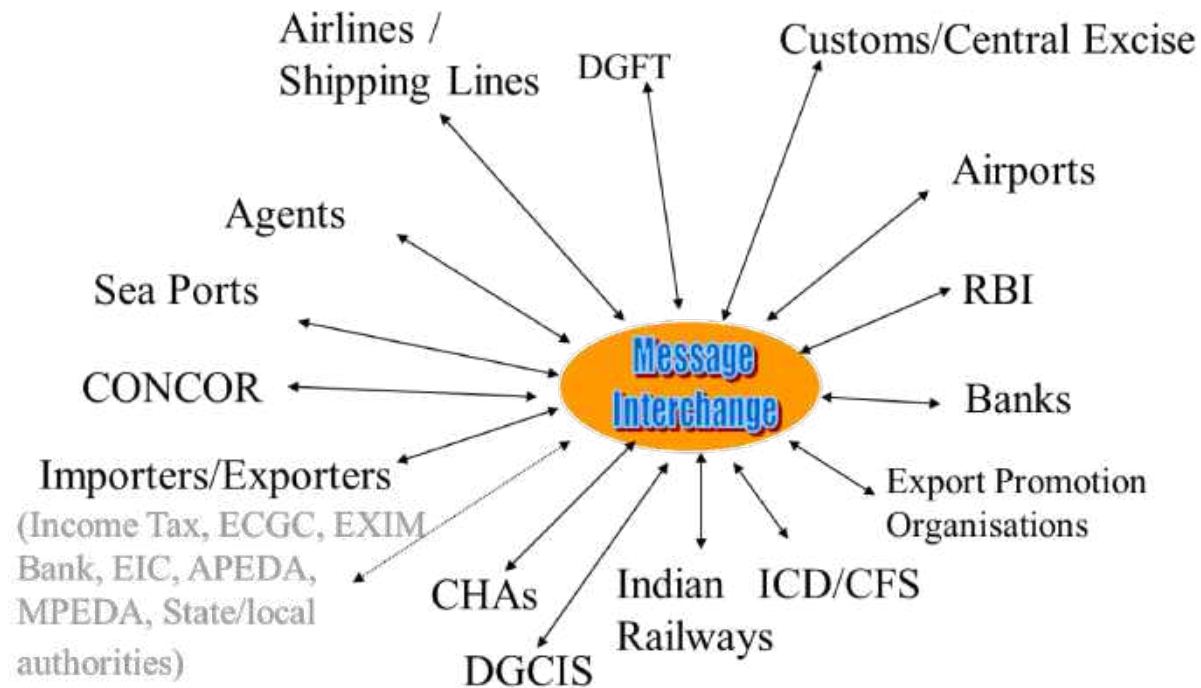 Airlines /
Shipping Lines
DGFT
Customs/Central Excise
Airports
Agents
Sea Ports
RBI
Message
Interchange
CONCOR
Banks
Importers/Exporters
(Income Tax, ECGC, EXIM
Bank, EIC, APEDA,
MPEDA, State/local
authorities)
Export Promotion
Organisations
CHAs
Indian
Railways
ICD/CFS
DGCIS